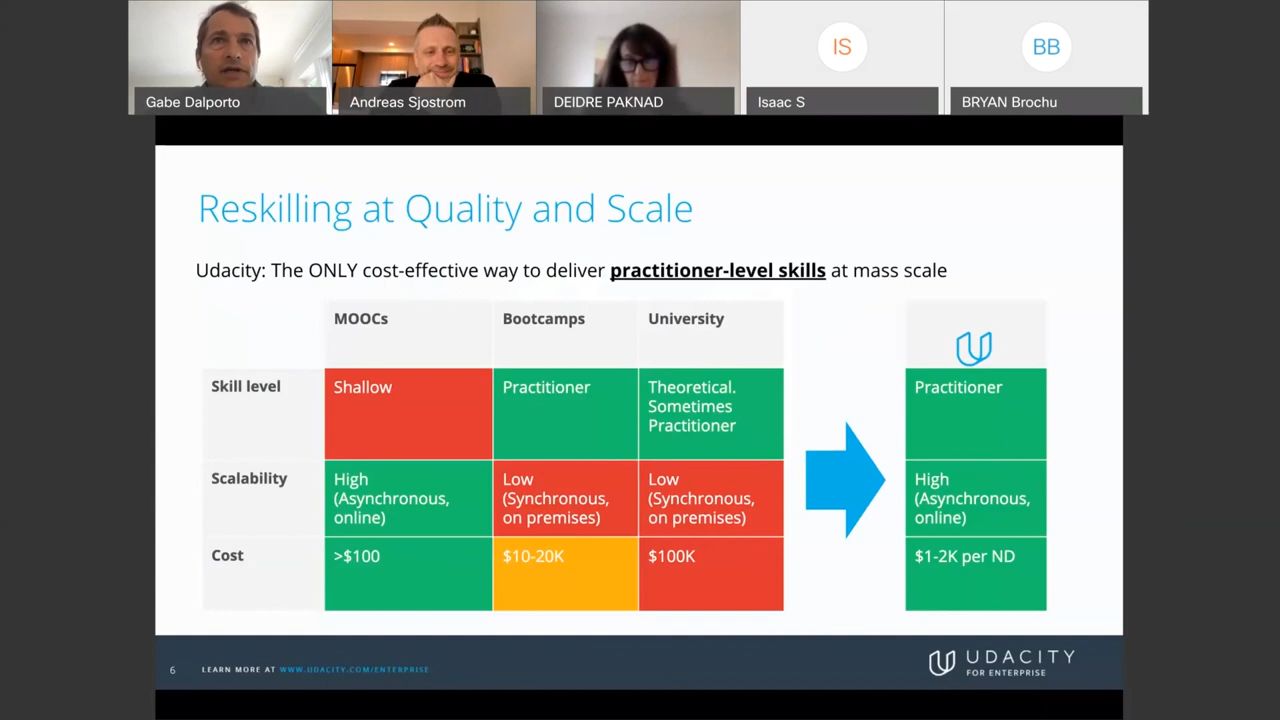 IS
BB
Gabe Dalporto
Andreas Sjostrom
DEIDRE PAKNAD
Isaac S
BRYAN Brochu
Reskilling at Quality and Scale
Udacity: The ONLY cost-effective way to deliver practitioner-level skills at mass scale
MOOCs
Bootcamps
University
Skill level
Shallow
Practitioner
Theoretical.
Sometimes
Practitioner
Practitioner
Scalability
High
(Asynchronous,
online)
Low
(Synchronous,
on premises)
Low
(Synchronous,
on premises)
High
(Asynchronous,
online)
Cost
>$100
$10-20K
$100K
$1-2K per ND
6
LEARN MORE AT WWW.UDACITY.COM/ENTERPRISE
UDACITY
FOR ENTERPRISE